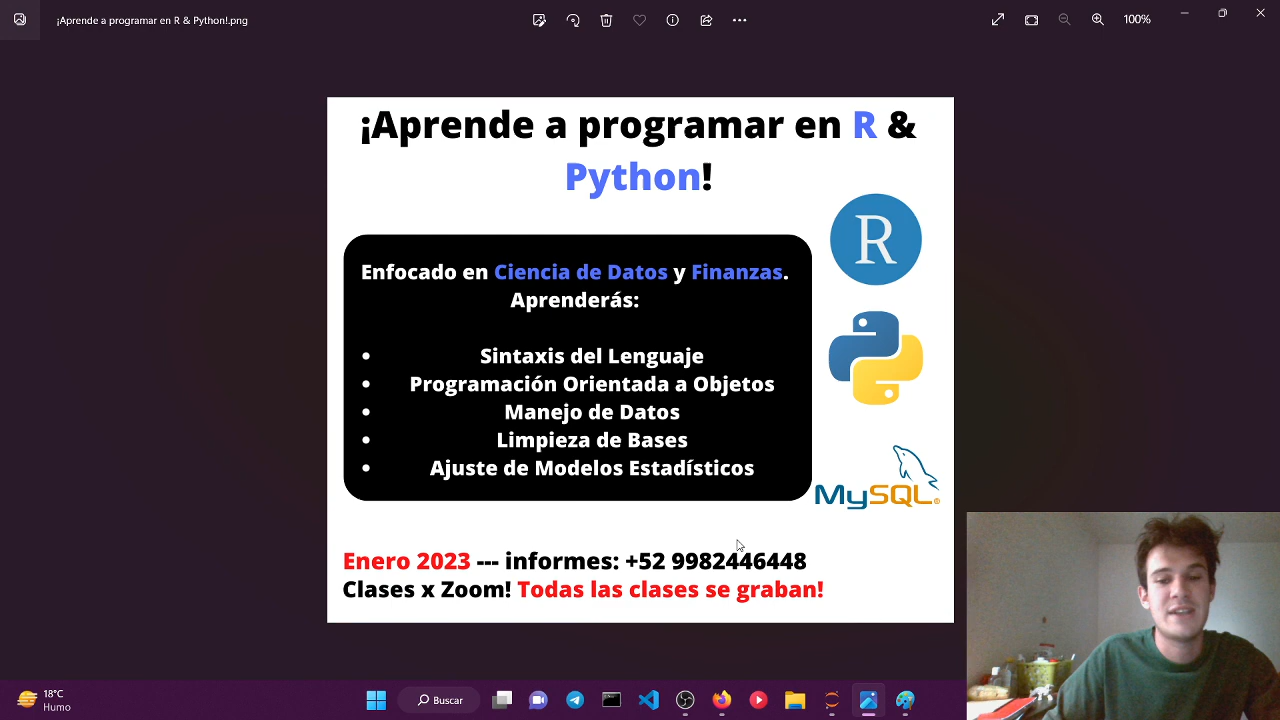 ¡Aprende a programar en R & Python!.png
100%
¡Aprende a programar en R &
Python!
R
Enfocado en Ciencia de Datos y Finanzas.
Aprenderás:
• Sintaxis del Lenguaje
• Programación Orientada a Objetos
• Manejo de Datos
• Limpieza de Bases
• Ajuste de Modelos Estadísticos
MySQL®
Enero 2023 --- informes: +52 9982446448
Clases x Zoom! Todas las clases se graban!
18°C
Humo
Buscar